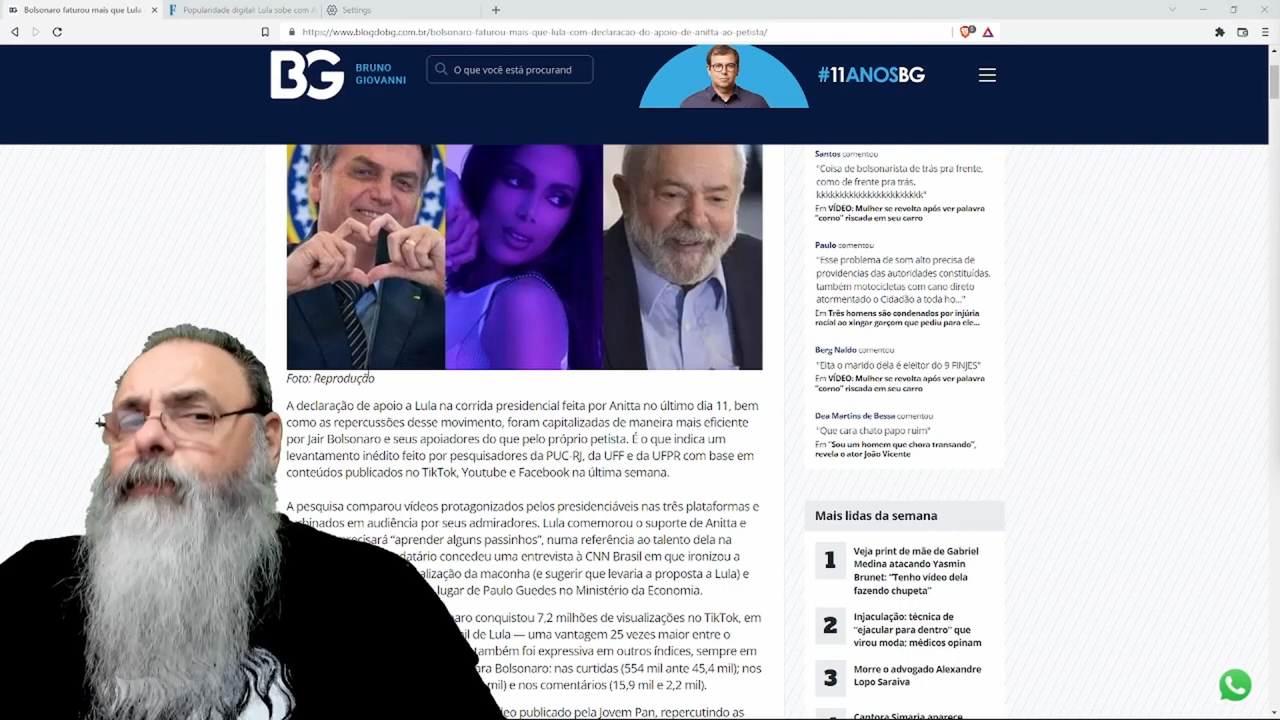 Bolsonaro faturou mais que Lula
Popularidade digital: Lula sobe com A
Settings
https://www.blogdobg.com.br/bolsonaro-faturou-mais-que-lula-com-declaracao-do-apoio-de-anitta-ao-petista/
BG BRUNO GIOVANNI
O que você está procurand
#11ANOSBG
Foto: Reprodução
A declaração de apoio a Lula na corrida presidencial feita por Anitta no último dia 11, bem
como as repercussões desse movimento, foram capitalizadas de maneira mais eficiente
por Jair Bolsonaro e seus apoiadores do que pelo próprio petista. É o que indica um
levantamento inédito feito por pesquisadores da PUC-RJ, da UFF e da UFPR com base em
conteúdos publicados no TikTok, Youtube e Facebook na última semana.
A pesquisa comparou vídeos protagonizados pelos presidenciáveis nas três plataformas e
em audiência por seus admiradores. Lula comemorou o suporte de Anitta e
"aprender alguns passinhos", numa referência ao talento dela na
concedeu uma entrevista à CNN Brasil em que ironizou a
da maconha (e sugerir que levaria a proposta a Lula) e
lugar de Paulo Guedes no Ministério da Economia.
conquistou 7,2 milhões de visualizações no TikTok, em
mil de Lula — uma vantagem 25 vezes maior entre o
foi expressiva em outros índices, sempre em
Bolsonaro: nas curtidas (554 mil ante 45,4 mil); nos
mil) e nos comentários (15,9 mil e 2,2 mil).
publicado pela Jovem Pan, repercutindo as
Santos comentou
"Coisa de bolsonarista de trás pra frente,
como de frente pra trás,
kkkkkkkkkkkkkkkkkkkkkkk"
Em VÍDEO: Mulher se revolta após ver palavra
"corno" riscada em seu carro
Paulo comentou
"Esse problema de som alto precisa de
providencias das autoridades constituídas,
também motocicletas com cano direto
atormentado o Cidadão a toda ho..."
Em Três homens são condenados por injúria
racial ao xingar garçom que pediu para ele...
Berg Naldo comentou
"Eita o marido dela é eleitor do 9 FINJES"
Em VÍDEO: Mulher se revolta após ver palavra
"corno" riscada em seu carro
Dea Martins de Bessa comentou
"Que cara chato papo ruim"
Em "Sou um homem que chora transando",
revela o ator João Vicente
Mais lidas da semana
1 Veja print de mãe de Gabriel
Medina atacando Yasmin
Brunet: "Tenho vídeo dela
fazendo chupeta"
2 Injaculação: técnica de
"ejacular para dentro" que
virou moda; médicos opinam
3 Morre o advogado Alexandre
Lopo Saraiva
Cantora Simaria aparece